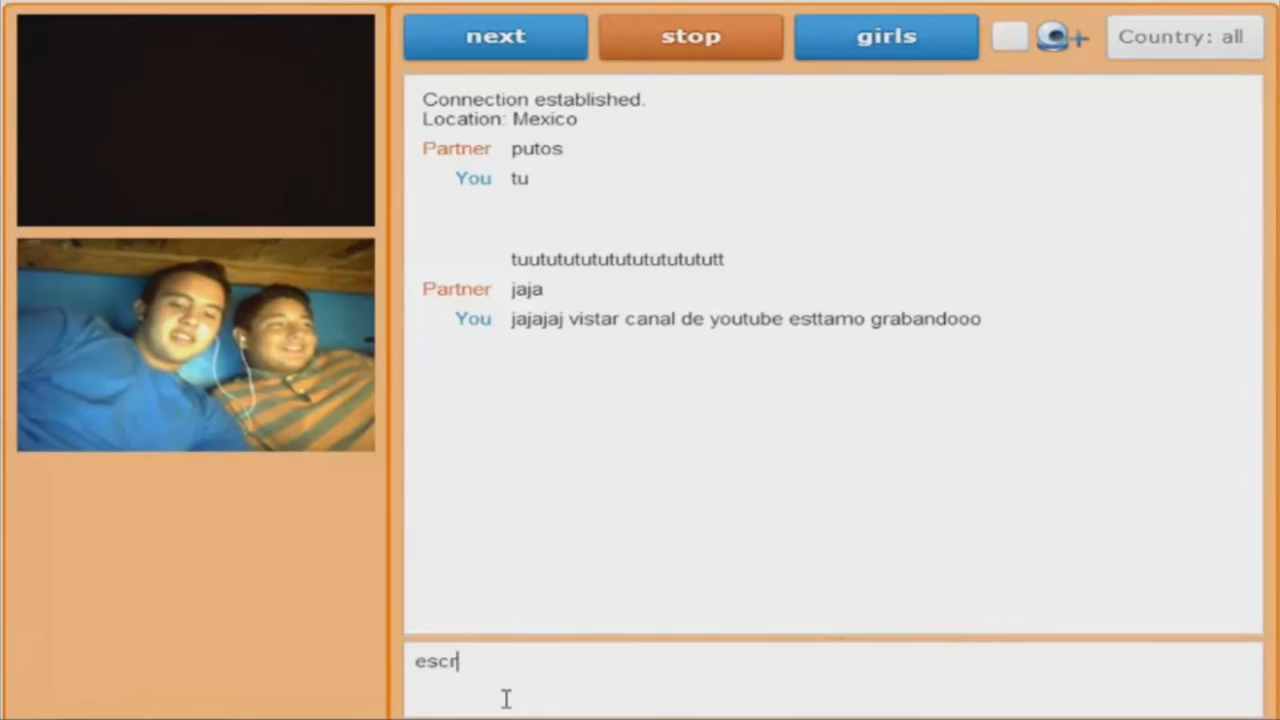 next stop girls Country: all
Connection established.
Location: Mexico
Partner putos
You tu
tuututututututututututt
Partner jaja
You jajajaj vistar canal de youtube esttamo grabandooo
escr